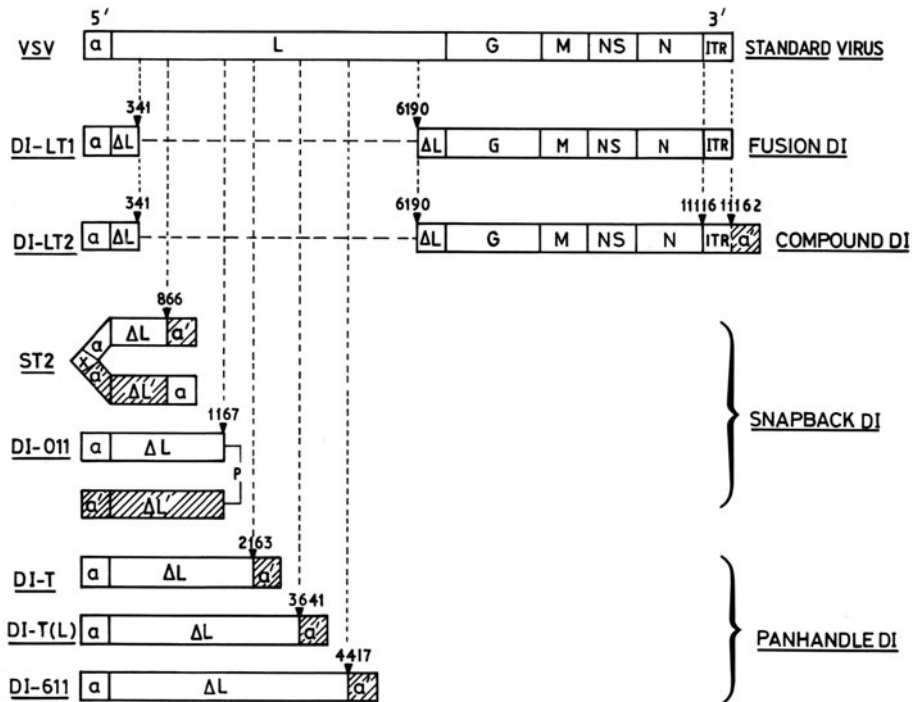 5' 3'
VSV a L G M NS N ITR STANDARD VIRUS
341 6190
DI-LT1 a ΔL ΔL G M NS N ITR FUSION DI
341 6190 11116 11162
DI-LT2 a ΔL ΔL G M NS N ITR a' COMPOUND DI
866
a ΔL a'
ST2
a' ΔL' a
1167
DI-011 a ΔL
P
SNAPBACK DI
a' ΔL'
2163
DI-T a ΔL a'
3641
DI-T(L) a ΔL a'
PANHANDLE DI
4417
DI-611 a ΔL a'